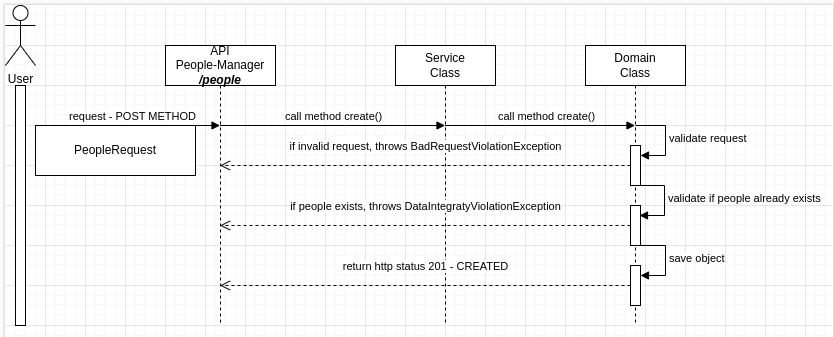 User
API
People-Manager
/people
Service
Class
Domain
Class
request - POST METHOD
call method create()
call method create()
PeopleRequest
validate request
if invalid request, throws BadRequestViolationException
validate if people already exists
if people exists, throws DataIntegratyViolationException
save object
return http status 201 - CREATED